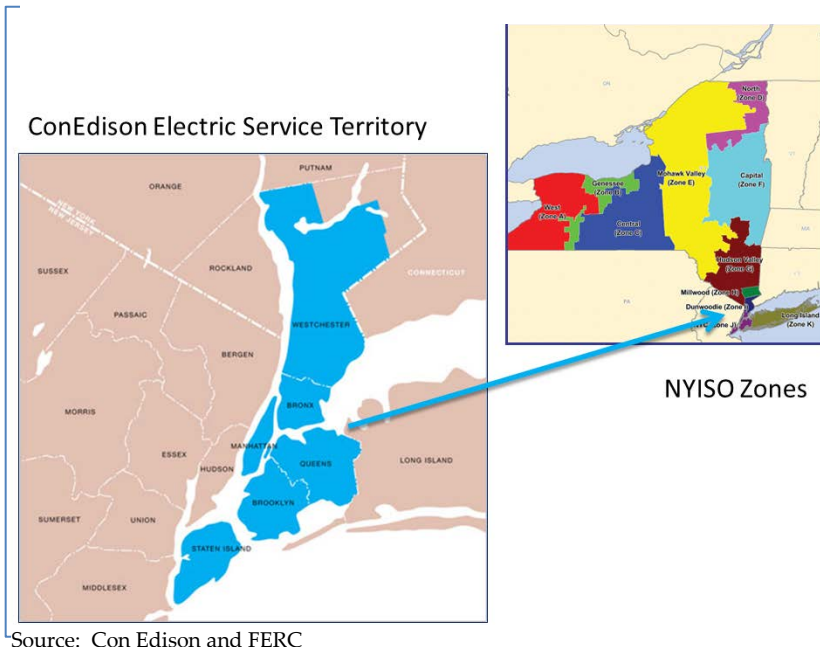 ConEdison Electric Service Territory
PUTNAM
ORANGE
NEW YORK
NEW JERSEY
SUSSEX
ROCKLAND
CONNECTICUT
PASSAIC
WESTCHESTER
BERGEN
MORRIS
BRONX
ESSEX
MANHATTAN
HUDSON
QUEENS
LONG ISLAND
BROOKLYN
SUMERSET
UNION
STATEN ISLAND
MIDDLESEX
North
(Zone D)
Mohawk Valley
(Zone E)
Capital
(Zone F)
Genessee
West
Central
(Zone C)
Hudson Valley
(Zone G)
Millwood (Zone H)
Dunwoodie (Zone
Long Island
(Zone K)
PA
NYISO Zones
Source: Con Edison and FERC